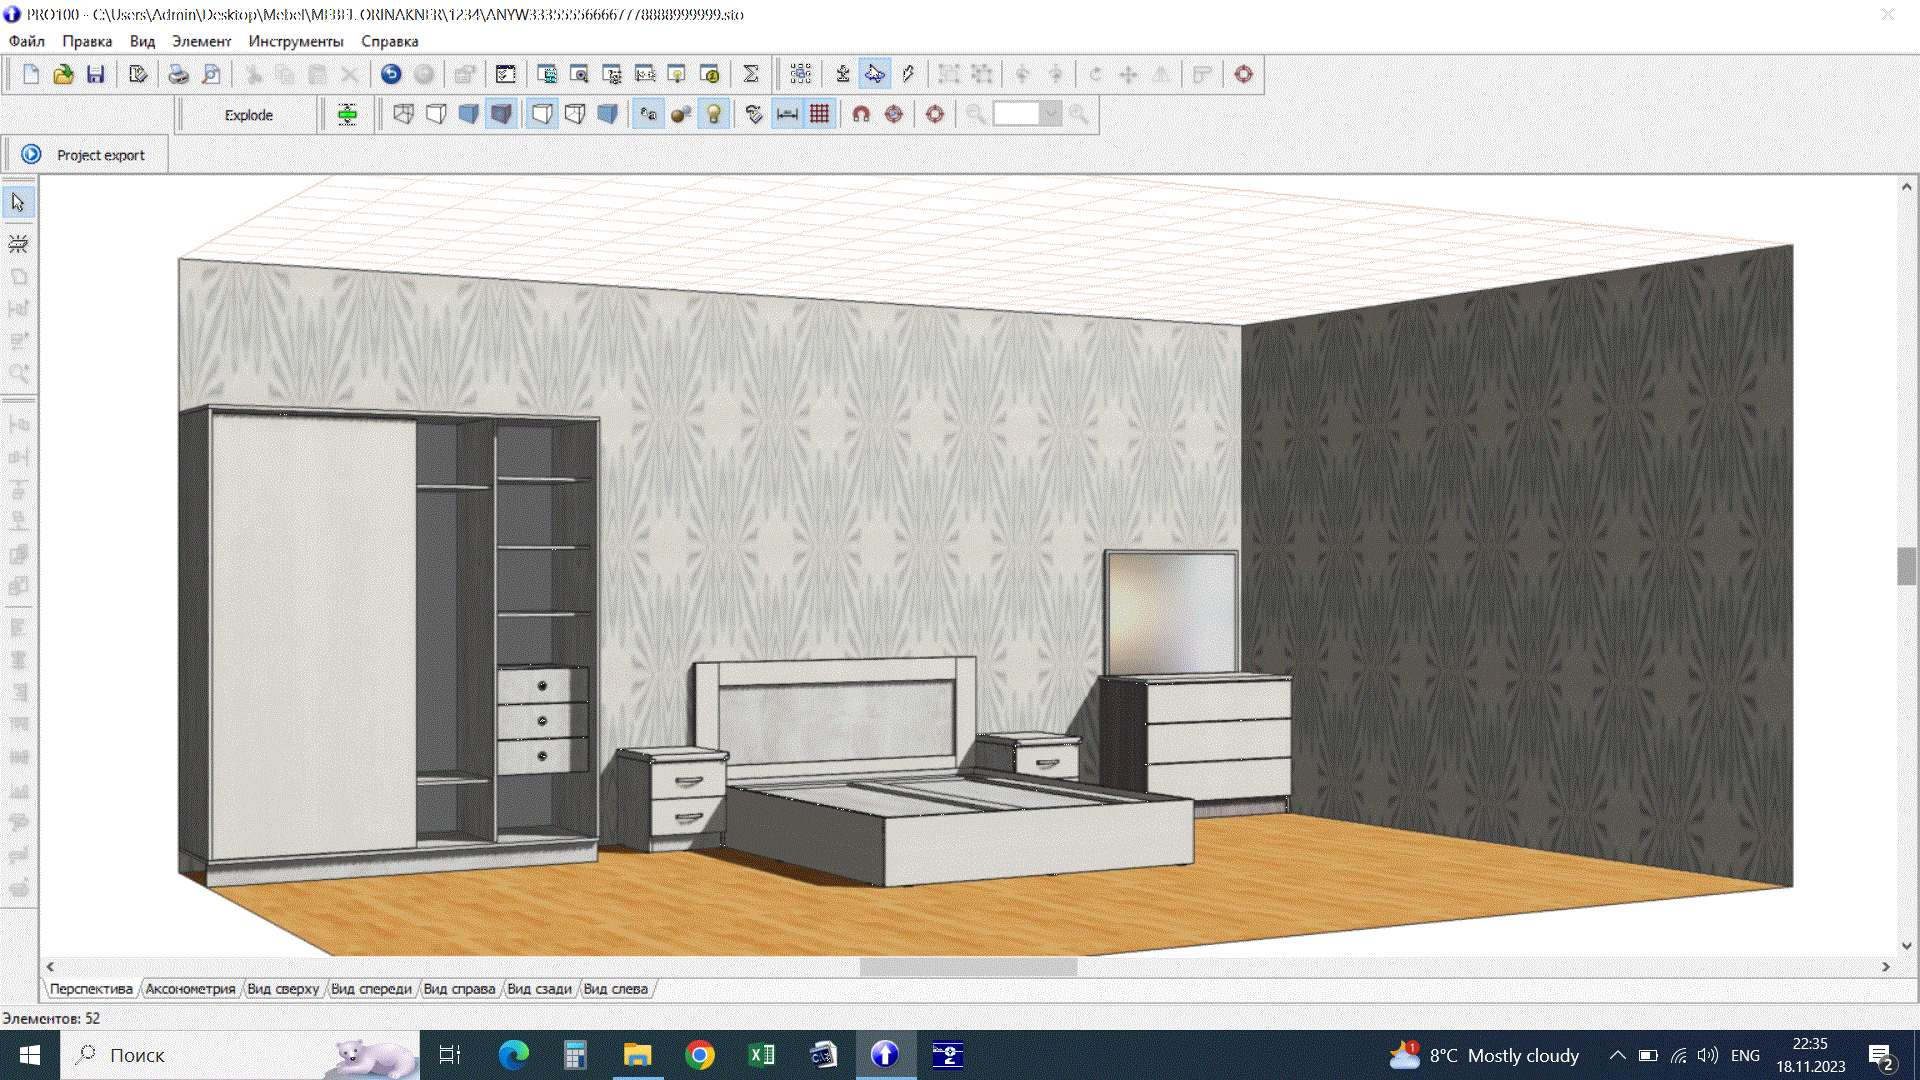 PRO100 - C:\Users\Admin\Desktop\Mebel\MEBEL ORINAKNER\1234\ANYW33355555666677778888999999.sto
Файл Правка Вид Элемент Инструменты Справка
Explode
Project export
Перспектива Аксонометрия Вид сверху Вид спереди Вид справа Вид сзади Вид слева
Элементов: 52
Поиск
1
8°C Mostly cloudy
ENG
22:35
18.11.2023
2